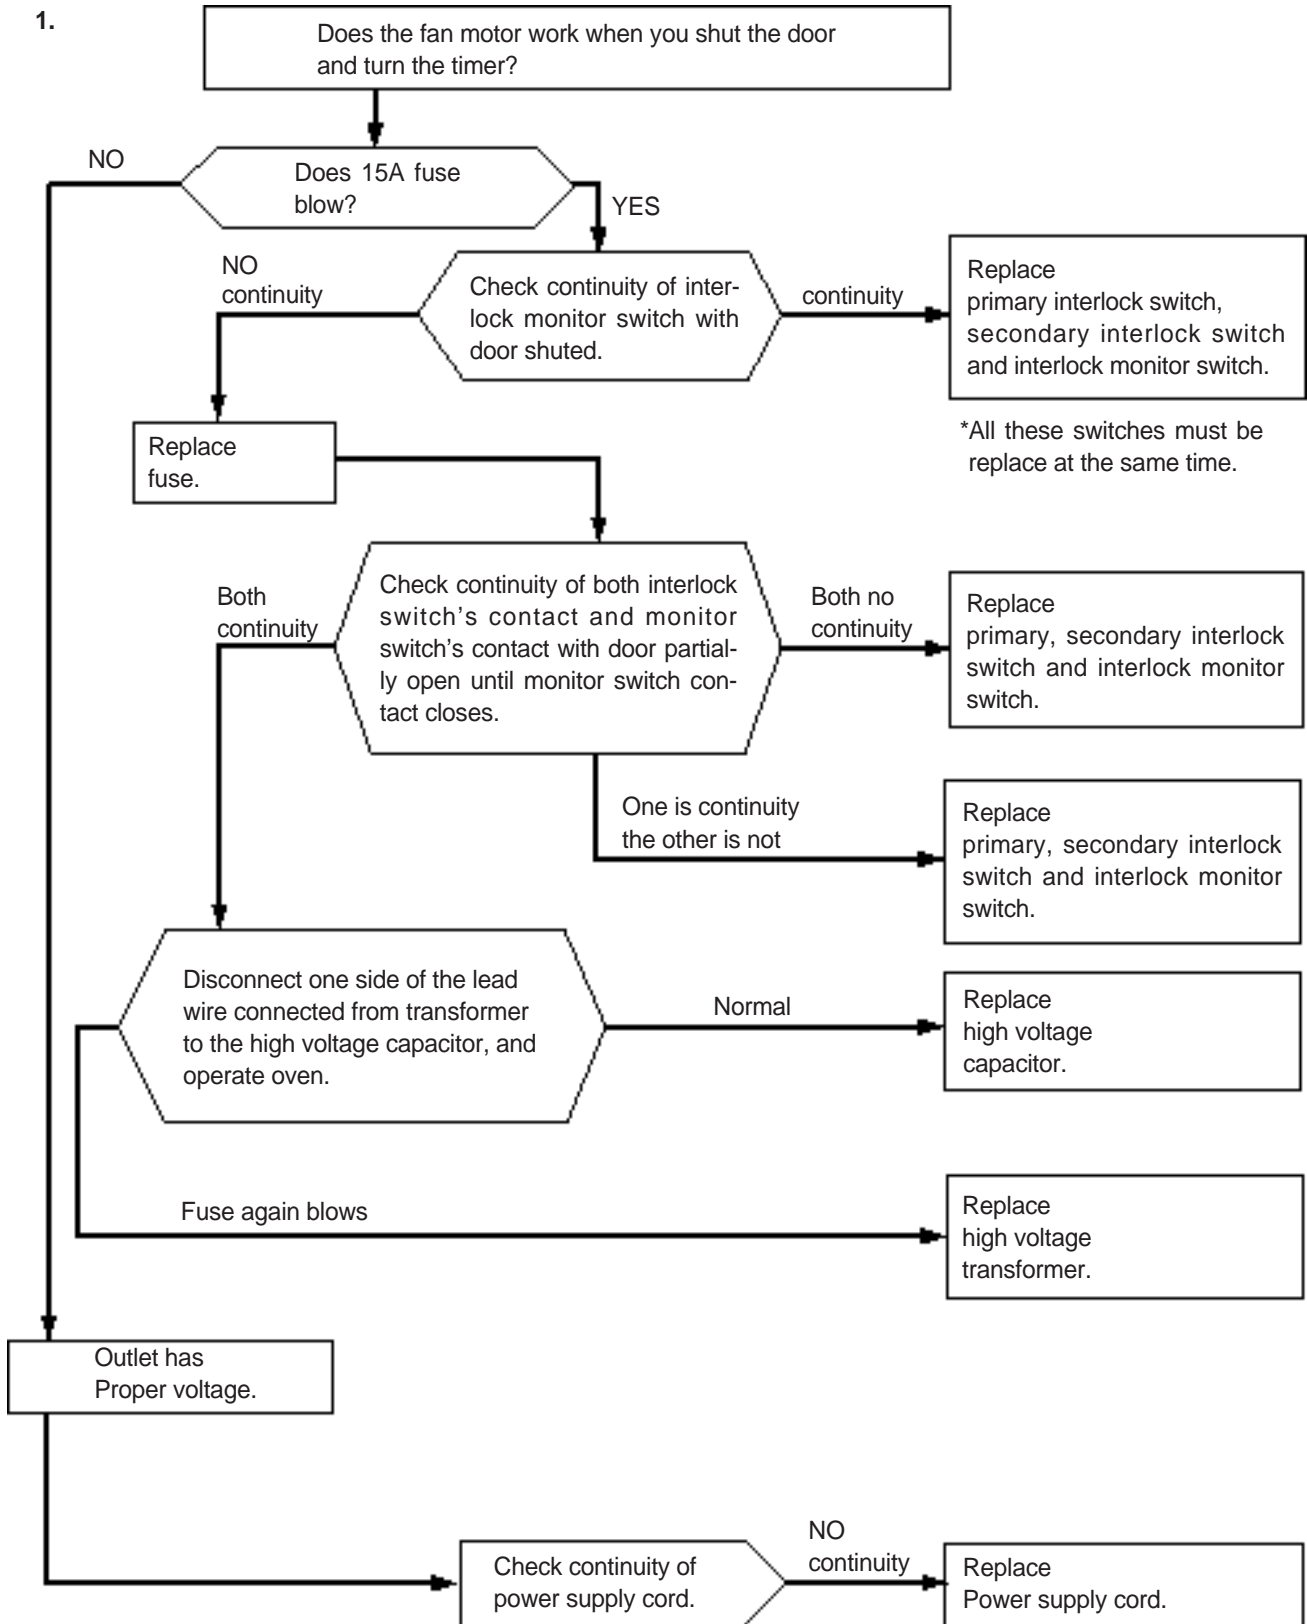 1.
Does the fan motor work when you shut the door
and turn the timer?
NO
Does 15A fuse
blow?
YES
NO
continuity
Check continuity of inter-
lock monitor switch with
door shuted.
continuity
Replace
primary interlock switch,
secondary interlock switch
and interlock monitor switch.
*All these switches must be
replace at the same time.
Replace
fuse.
Both
continuity
Check continuity of both interlock
switch’s contact and monitor
switch’s contact with door partial-
ly open until monitor switch con-
tact closes.
Both no
continuity
Replace
primary, secondary interlock
switch and interlock monitor
switch.
One is continuity
the other is not
Replace
primary, secondary interlock
switch and interlock monitor
switch.
Disconnect one side of the lead
wire connected from transformer
to the high voltage capacitor, and
operate oven.
Normal
Replace
high voltage
capacitor.
Fuse again blows
Replace
high voltage
transformer.
Outlet has
Proper voltage.
Check continuity of
power supply cord.
NO
continuity
Replace
Power supply cord.